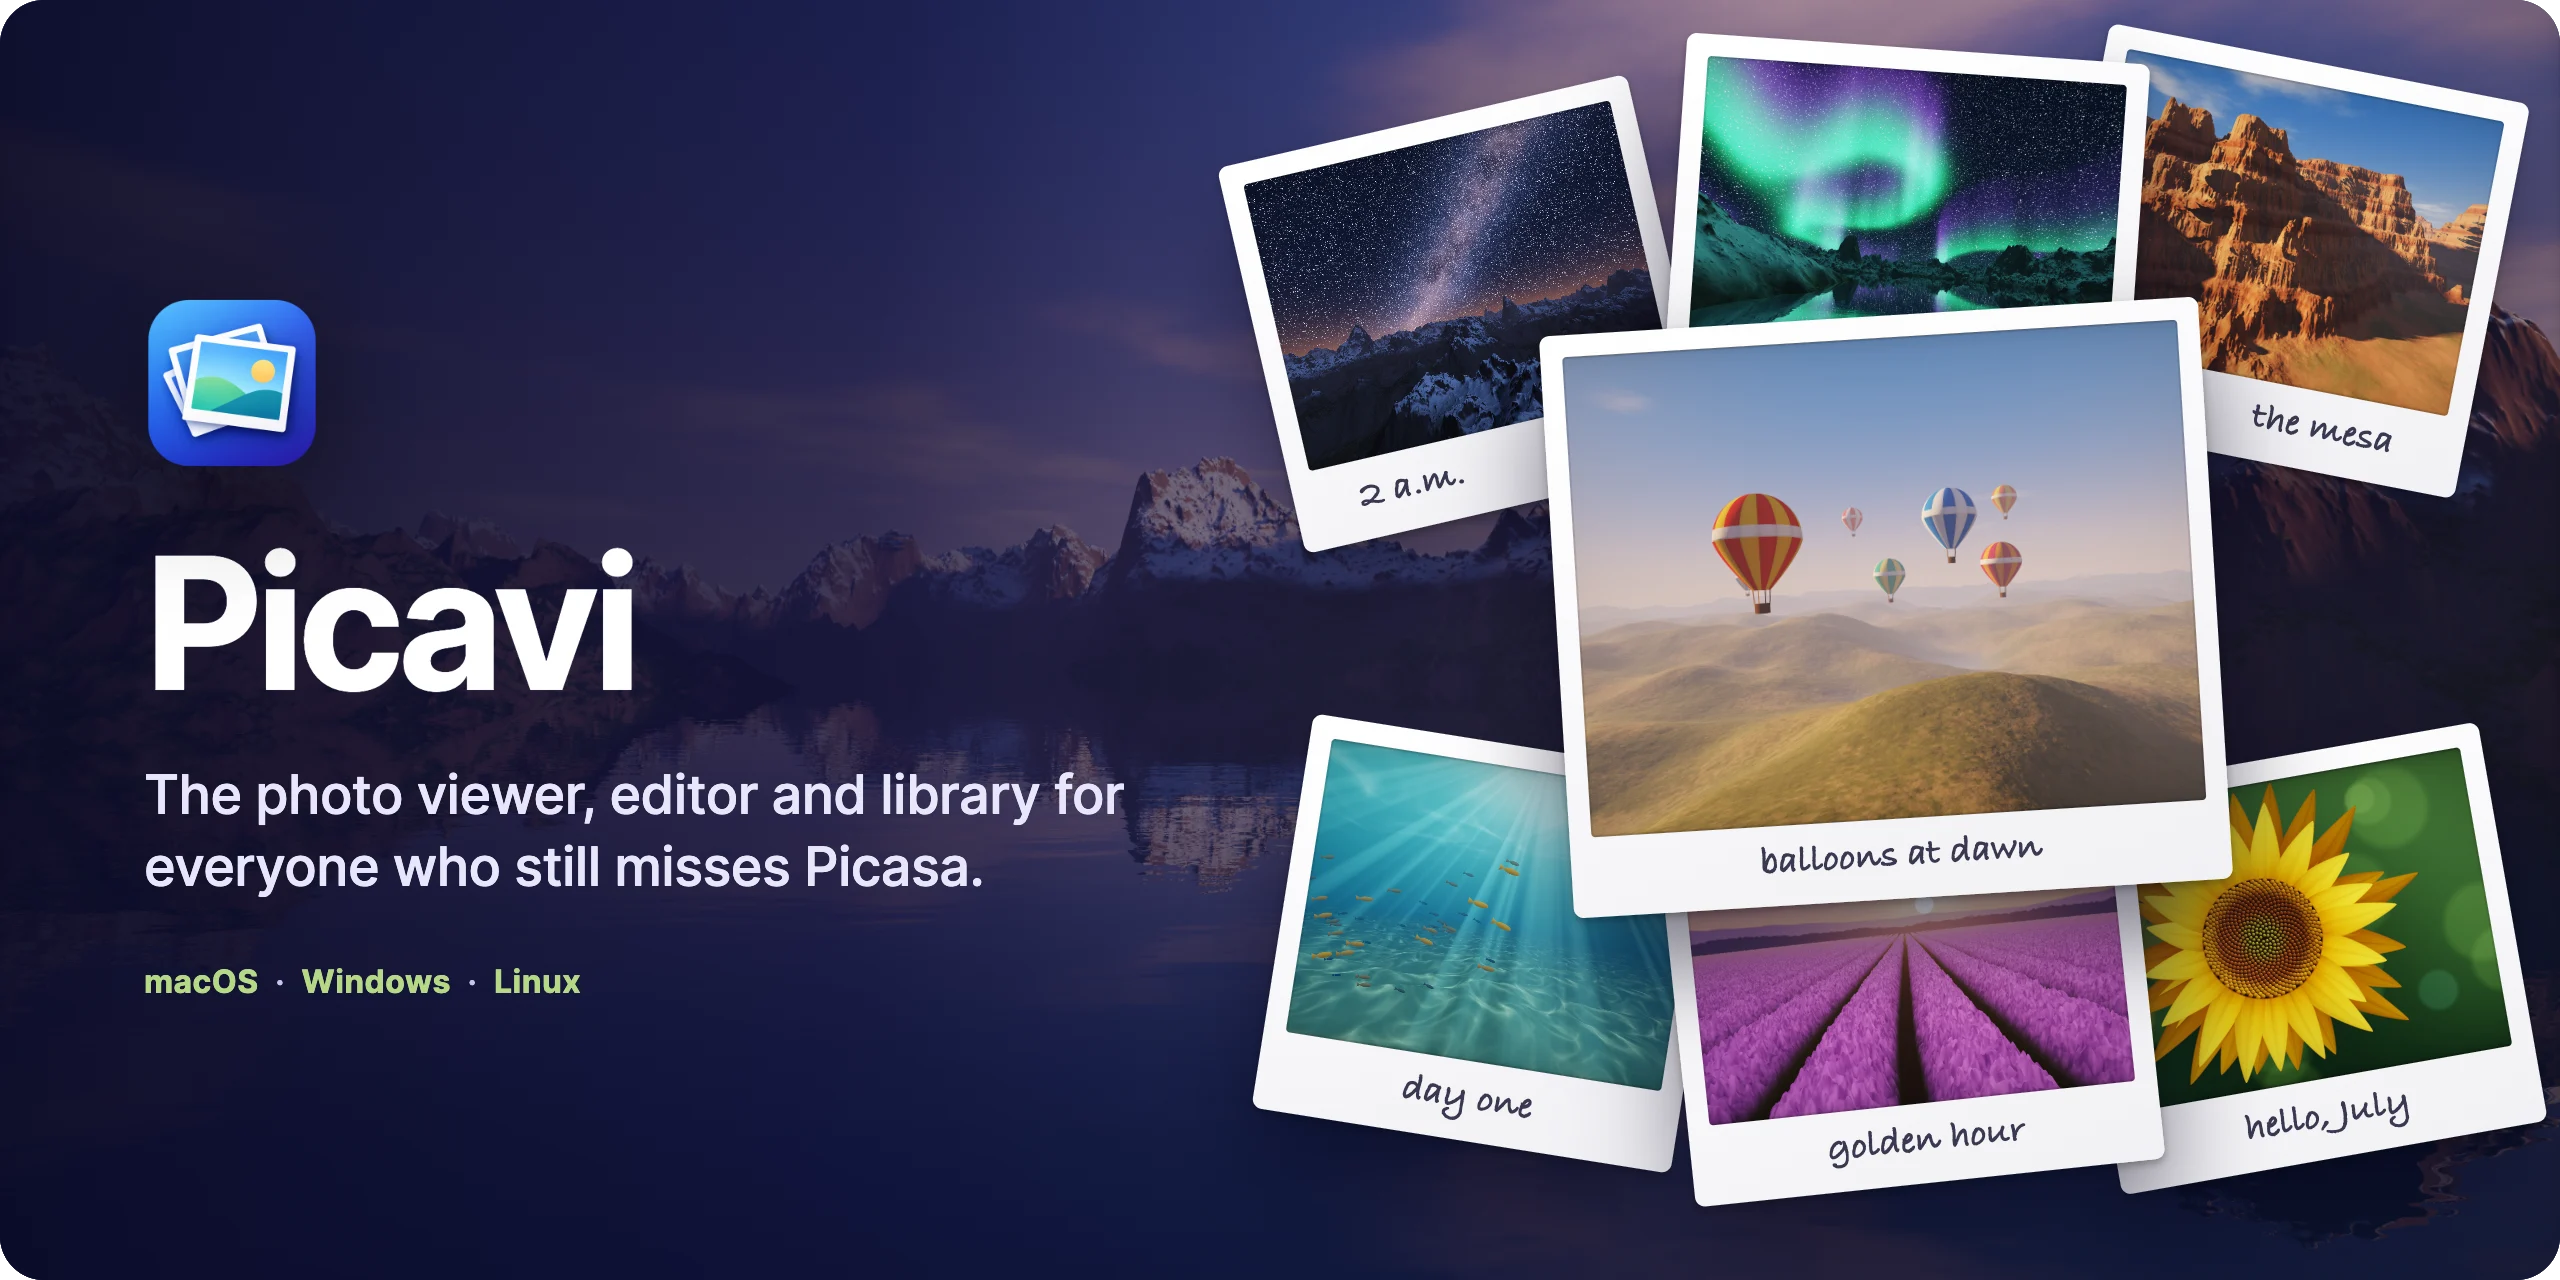 Picavi
The photo viewer, editor and library for
everyone who still misses Picasa.
macOS · Windows · Linux
2 a.m.
the mesa
balloons at dawn
day one
golden hour
hello, July